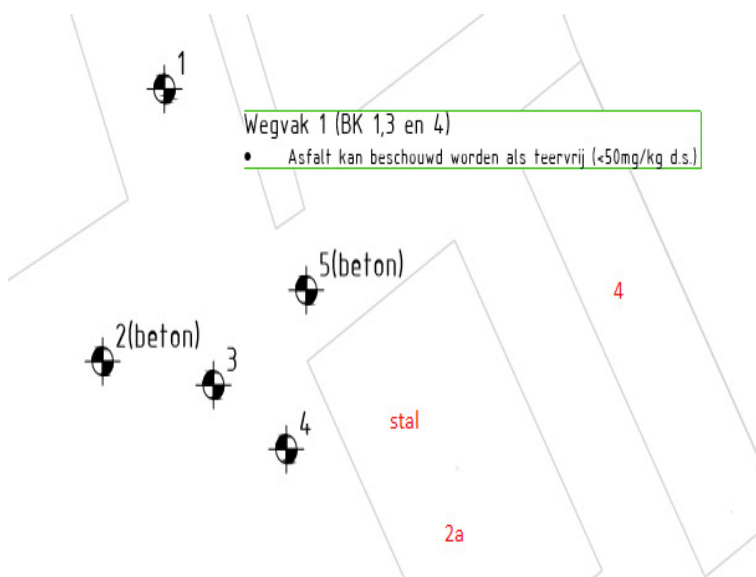 1
Wegvak 1 (BK 1,3 en 4)
• Asfalt kan beschouwd worden als teervrij (<50mg/kg d.s.)
5(beton)
4
2(beton)
3
stal
4
2a